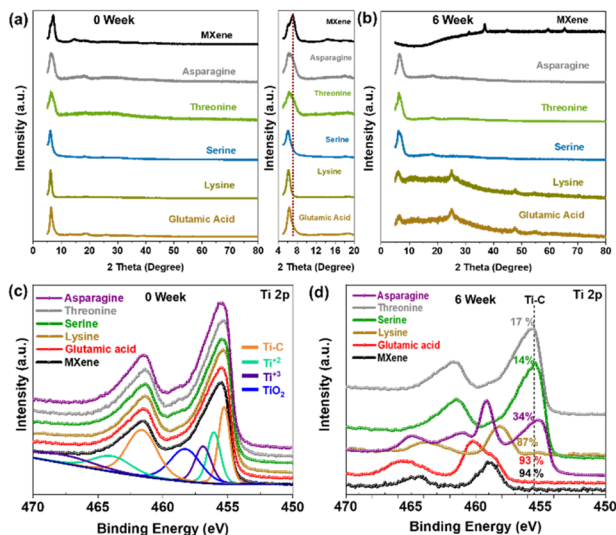 (a)
0 Week
MXene
Asparagine
Threonine
Serine
Lysine
Glutamic Acid
Intensity (a.u.)
0 10 20 30 40 50 60 70 80
2 Theta (Degree)
MXene
Asparagine
Threonine
Serine
Lysine
Glutamic Acid
Intensity (a.u.)
4 6 8 10 12 14 16 18 20
2 Theta (Degree)
(b)
6 Week
MXene
Asparagine
Threonine
Serine
Lysine
Glutamic Acid
Intensity (a.u.)
0 10 20 30 40 50 60 70 80
2 Theta (Degree)
(c)
0 Week
Ti 2p
Asparagine
Threonine
Serine
Lysine
Glutamic acid
MXene
Ti-C
Ti+2
Ti+3
TiO2
Intensity (a.u.)
470 465 460 455 450
Binding Energy (eV)
(d)
6 Week
Ti-C
Ti 2p
Asparagine
Threonine
Serine
Lysine
Glutamic acid
MXene
17 %
14%
34%
87%
93 %
94%
Intensity (a.u.)
470 465 460 455 450
Binding Energy (eV)